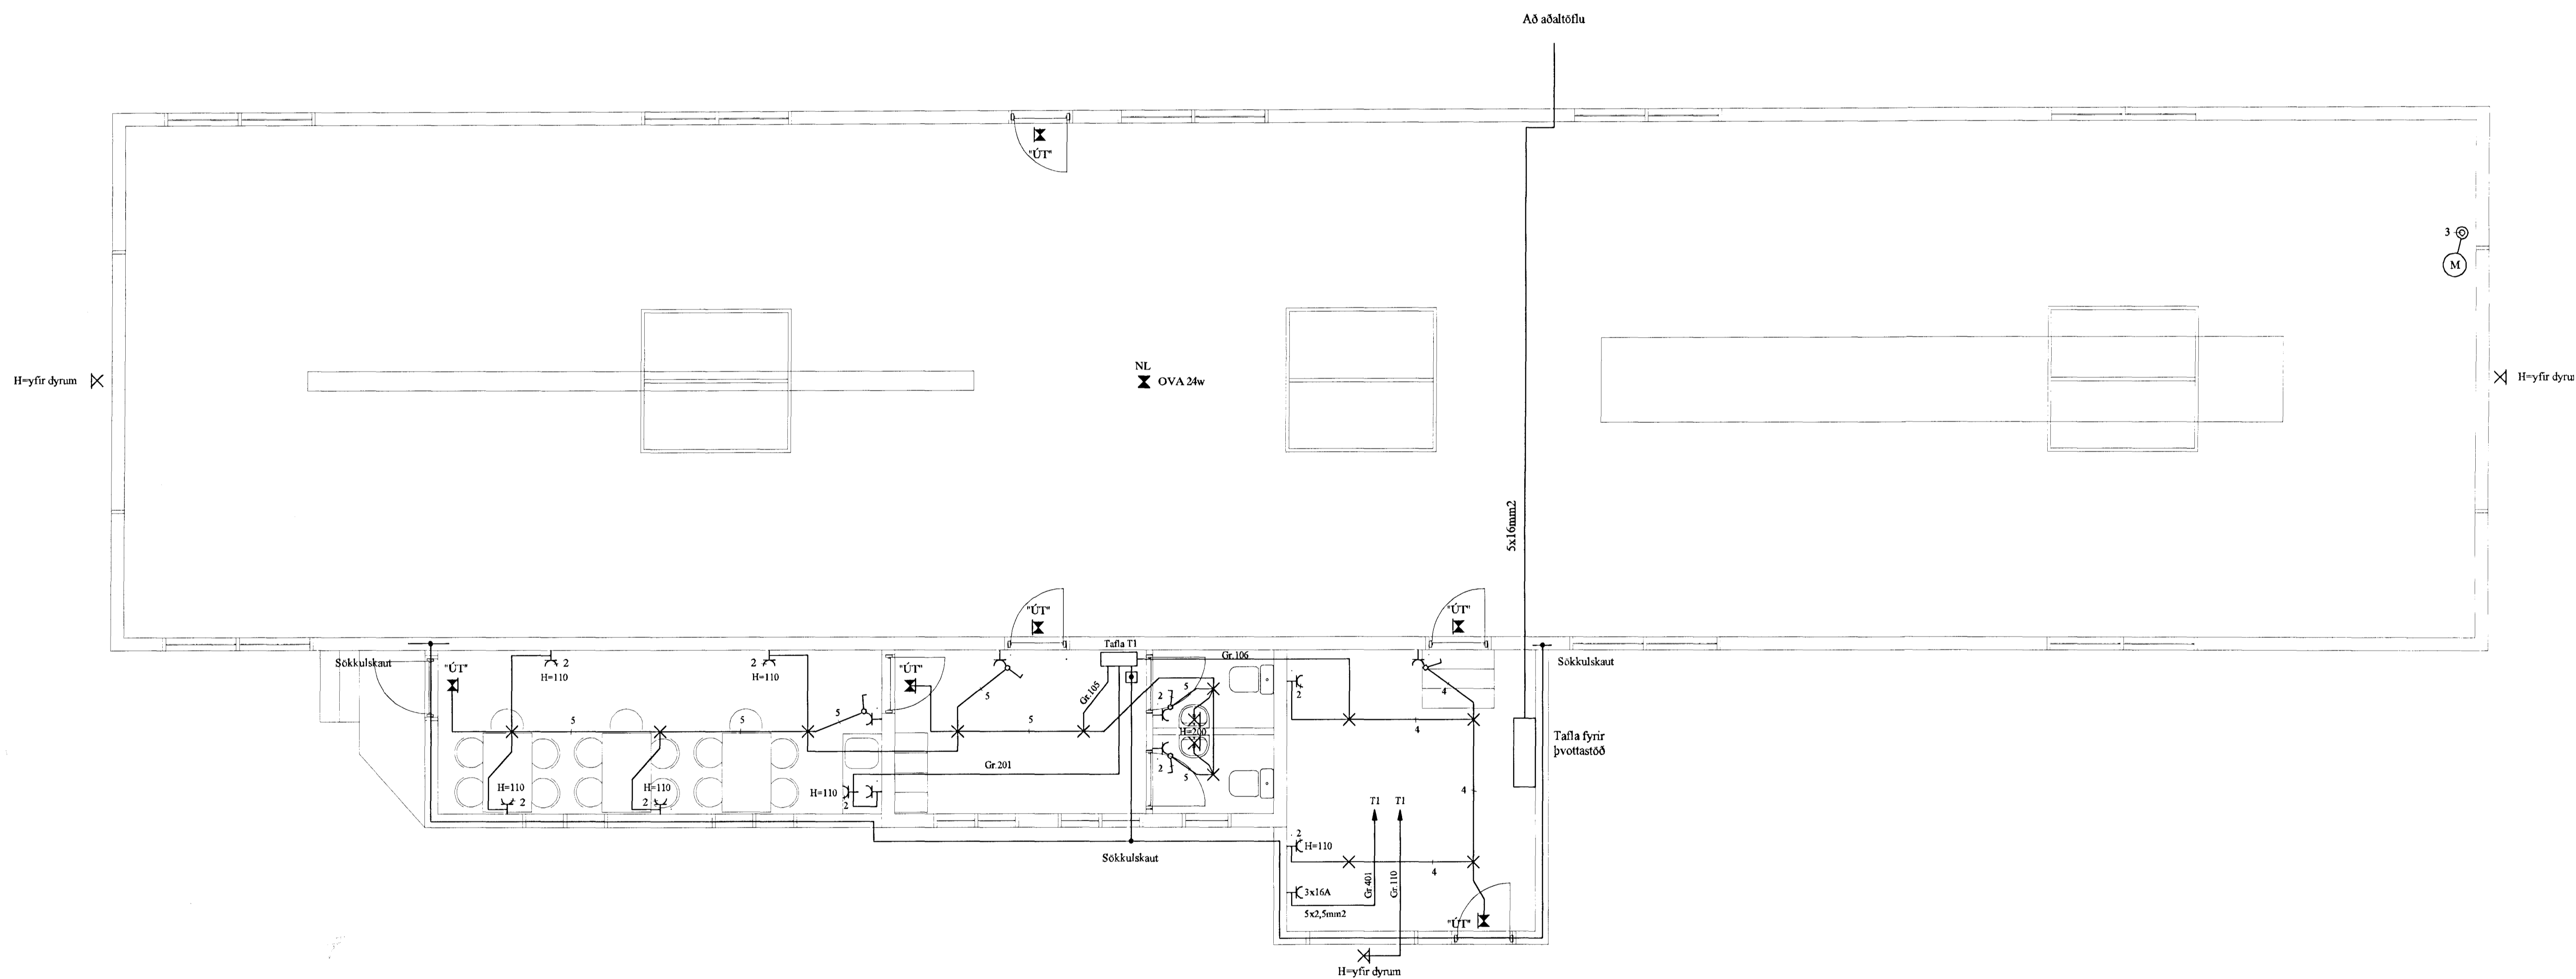 Að aðaltöflu
"ÚT"
3
M
H=yfir dyrum
NL
OVA 24w
H=yfir dyru
5x16mm2
"ÚT"
"ÚT"
Tafla T1
Sökkulskaut
"ÚT"
2
H=110
2
H=110
"ÚT"
Gr.106
Sökkulskaut
5
Gr.105
2
5
2
4
5
5
5
5
4
H=200
Tafla fyrir
þvottastöð
Gr.201
2
5
H=110
2
H=110
2
H=110
2
4
T1
T1
2
H=110
Sökkulskaut
4
Gr.401
Gr.110
3x16A
5x2,5mm2
"ÚT"
H=yfir dyrum